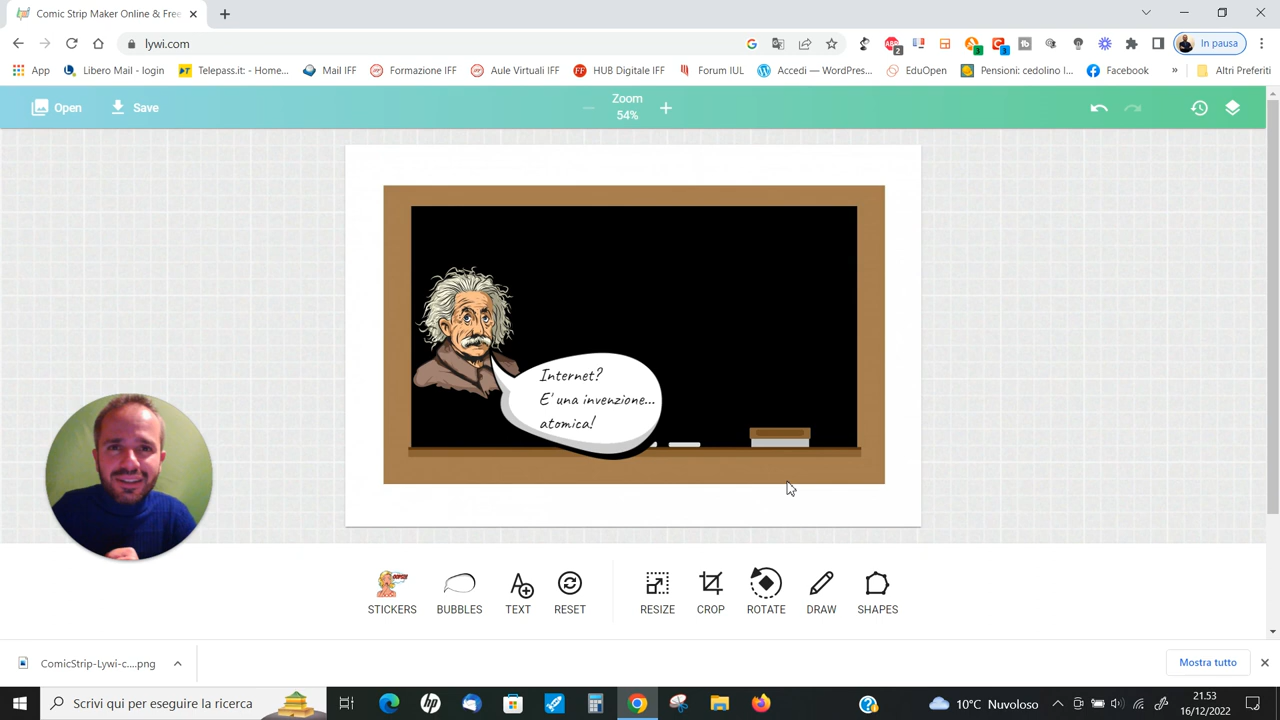 Comic Strip Maker Online & Free
lywi.com
In pausa
App
Libero Mail - login
Telepass.it: - Home...
Mail IFF
Formazione IFF
Aule Virtuali IFF
HUB Digitale IFF
Forum IUL
Accedi — WordPres...
EduOpen
Pensioni: cedolino I...
Facebook
»
Altri Preferiti
Open
Save
Zoom
54%
Internet?
E' una invenzione...
atomica!
STICKERS
BUBBLES
TEXT
RESET
RESIZE
CROP
ROTATE
DRAW
SHAPES
ComicStrip-Lywi-c....png
Mostra tutto
Scrivi qui per eseguire la ricerca
10°C Nuvoloso
21.53
16/12/2022